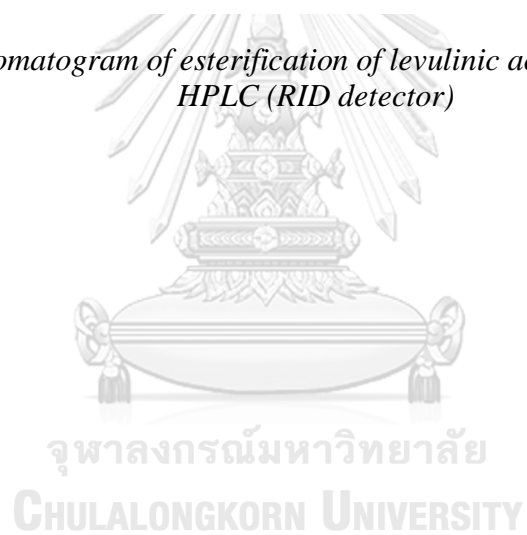 omatogram of esterification of levulinic a
HPLC (RID detector)
จุฬาลงกรณ์มหาวิทยาลัย
CHULALONGKORN UNIVERSITY